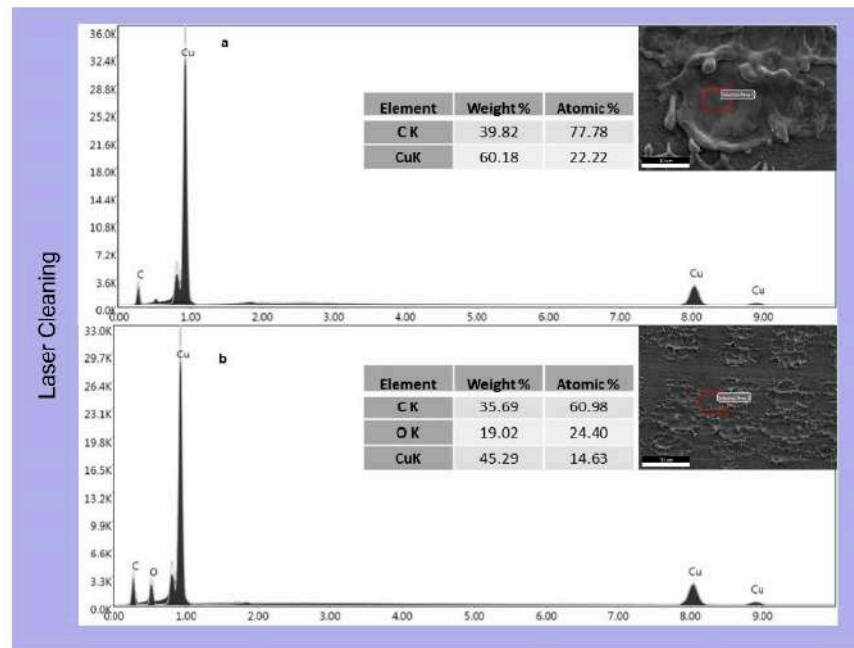 Laser Cleaning
a
36.0K
32.4K
28.8K
25.2K
21.6K
18.0K
14.4K
10.8K
7.2K
3.6K
0.0K
Cu
C
Cu
Cu
0.00 1.00 2.00 3.00 4.00 5.00 6.00 7.00 8.00 9.00
Element Weight % Atomic %
C K 39.82 77.78
CuK 60.18 22.22
b
33.0K
29.7K
26.4K
23.1K
19.8K
16.5K
13.2K
9.9K
6.6K
3.3K
0.0K
Cu
C
O
Cu
Cu
0.00 1.00 2.00 3.00 4.00 5.00 6.00 7.00 8.00 9.00
Element Weight % Atomic %
C K 35.69 60.98
O K 19.02 24.40
CuK 45.29 14.63